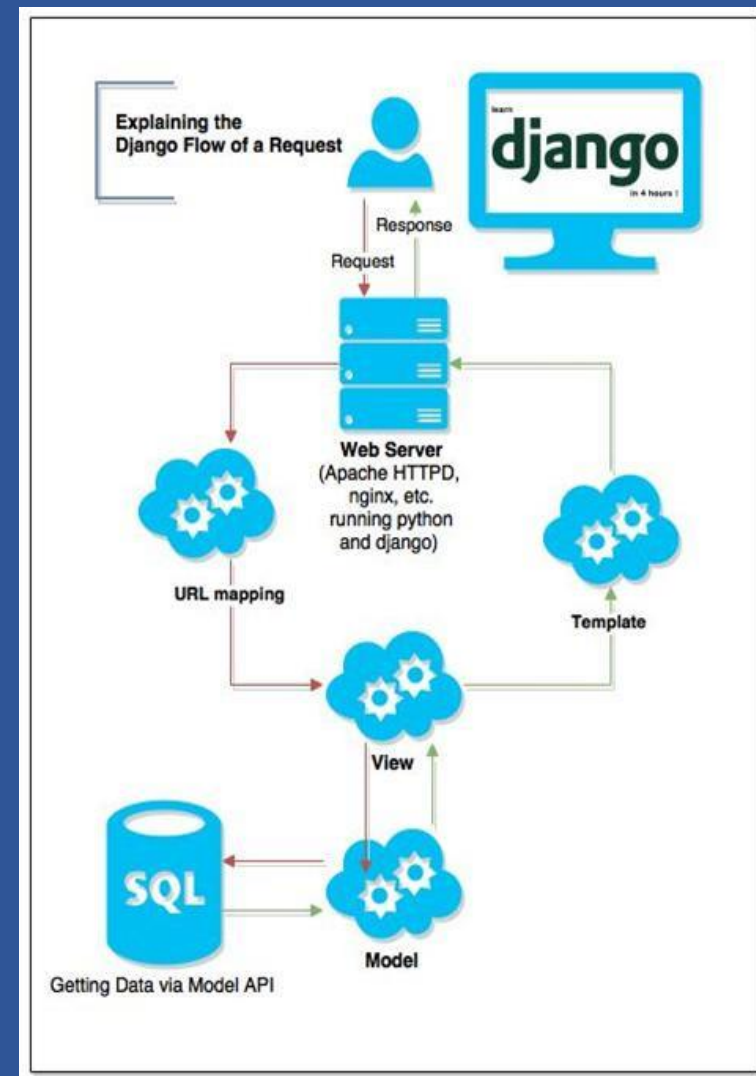 Explaining the
Django Flow of a Request
learn
django
in 4 hours !
Response
Request
Web Server
(Apache HTTPD,
nginx, etc.
running python
and django)
URL mapping
Template
View
SQL
Model
Getting Data via Model API